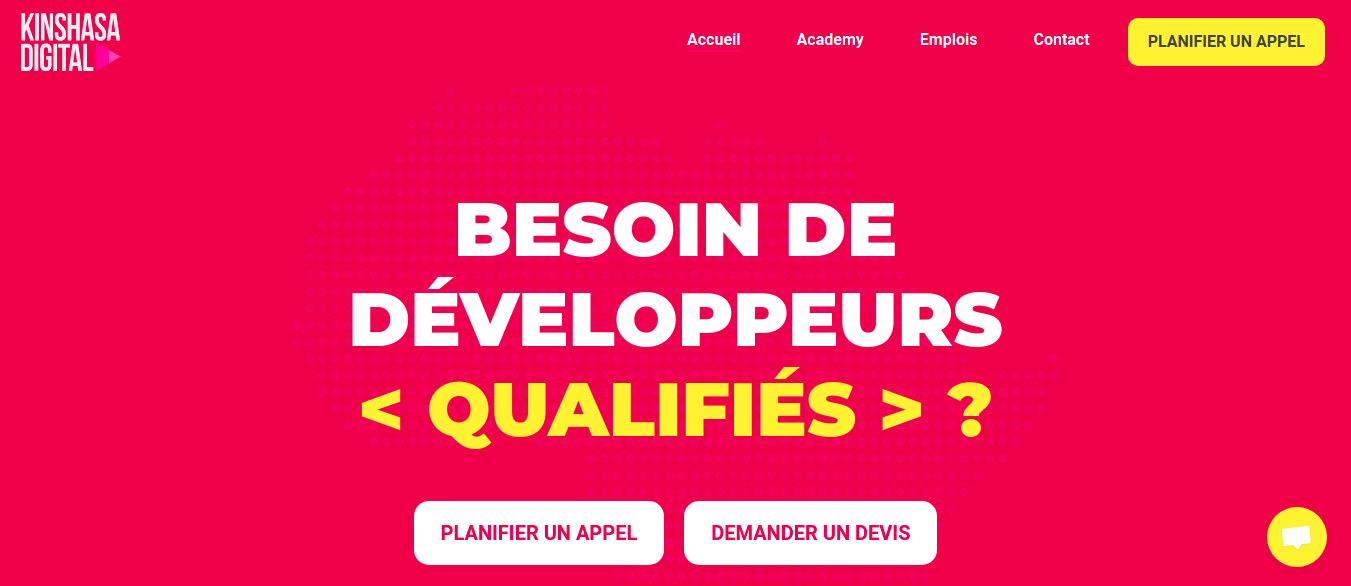 KINSHASA
DIGITAL
Accueil Academy Emplois Contact PLANIFIER UN APPEL
BESOIN DE
DÉVELOPPEURS
< QUALIFIÉS > ?
PLANIFIER UN APPEL DEMANDER UN DEVIS